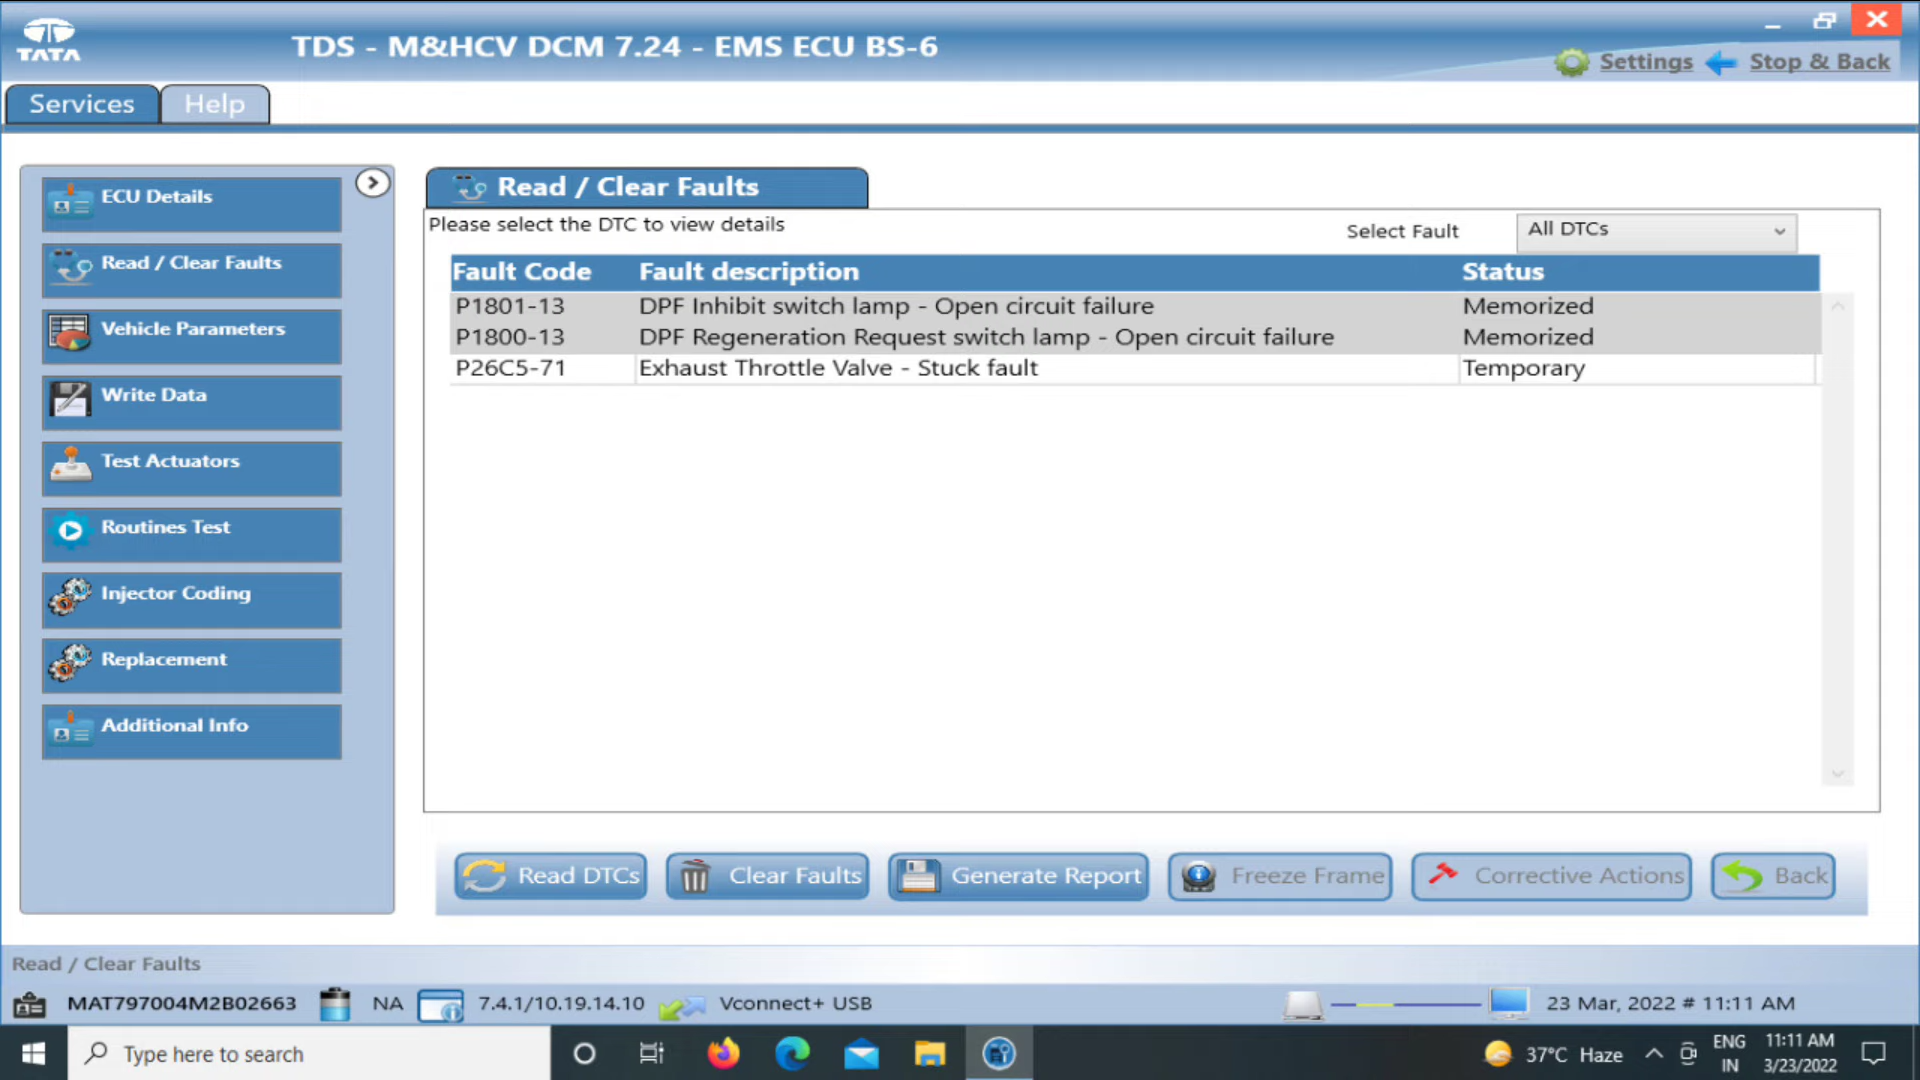 TATA
TDS - M&HCV DCM 7.24 - EMS ECU BS-6
Settings
Stop & Back
Services
Help
ECU Details
Read / Clear Faults
Vehicle Parameters
Write Data
Test Actuators
Routines Test
Injector Coding
Replacement
Additional Info
Read / Clear Faults
Please select the DTC to view details
Select Fault
All DTCs
Fault Code Fault description Status
P1801-13 DPF Inhibit switch lamp - Open circuit failure Memorized
P1800-13 DPF Regeneration Request switch lamp - Open circuit failure Memorized
P26C5-71 Exhaust Throttle Valve - Stuck fault Temporary
Read DTCs
Clear Faults
Generate Report
Freeze Frame
Corrective Actions
Back
Read / Clear Faults
MAT797004M2B02663 NA 7.4.1/10.19.14.10 Vconnect+ USB 23 Mar, 2022 # 11:11 AM
Type here to search
37°C Haze
ENG
IN
11:11 AM
3/23/2022